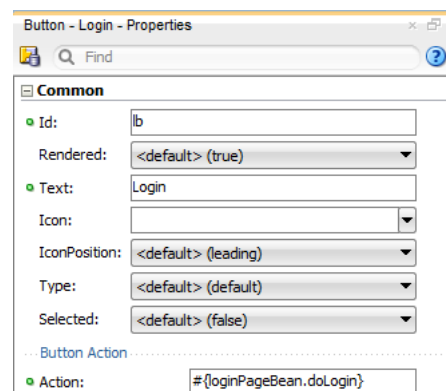 Button - Login - Properties
Find
Common
Id: lb
Rendered: <default> (true)
Text: Login
Icon:
IconPosition: <default> (leading)
Type: <default> (default)
Selected: <default> (false)
Button Action
Action: #{loginPageBean.doLogin}